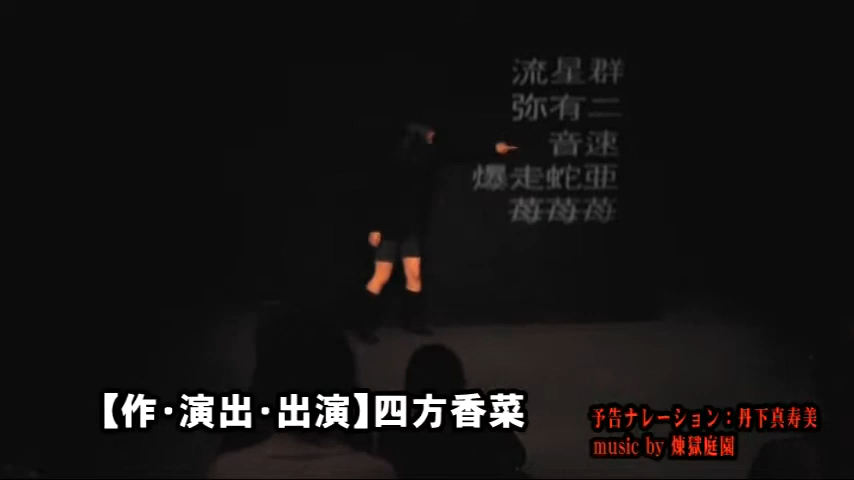 流星群
弥有二
音速
爆走蛇亜
苺苺苺
【作・演出・出演】四方香菜
予告ナレーション：丹下真寿美
music by 煉獄庭園